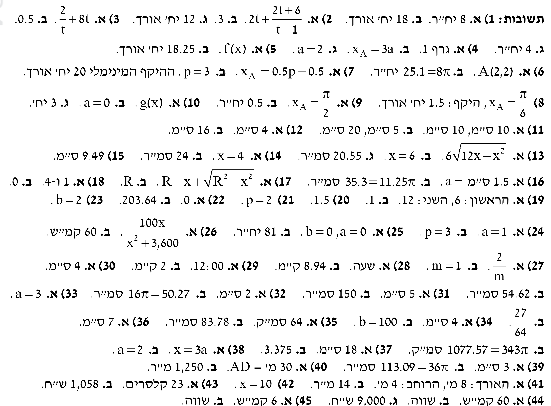 תשובות: 1) א. 8 יח״ר. ב. 18 יח׳ אורך. 2) א. 2t+(2t+6)/(t-1). ב. 3. ג. 12 יח׳ אורך. 3) א. 2/t+8t. ב. 0.5.
ג. 4 יח״ר. 4) א. גרף 1. ב. x_A=3a. ג. a=2. 5) א. f(x). ב. 18.25 יח׳ אורך.
6) א. A(2,2). ב. 25.1=8π יח״ר. 7) א. x_A=0.5p-0.5. ב. p=3. ההיקף המינימלי 20 יח׳ אורך.
8) x_A=π/6, היקף: 1.5 יח׳ אורך. 9) א. x_A=π/2. ב. 0.5 יח״ר. 10) א. g(x). ב. a=0. ג. 3 יח׳.
11) א. 10 ס״מ, 10 ס״מ. ב. 5 ס״מ, 20 ס״מ. 12) א. 4 ס״מ. ב. 16 ס״מ.
13) א. 6√(12x-x²). ב. x=6. ג. 20.55 סמ״ר. 14) א. x=4. ב. 24 סמ״ר. 15) 9.49 ס״מ.
16) א. 1.5 ס״מ = a. ב. 35.3=11.25π סמ״ר. 17) א. R-x+√(R²-x²). ב. R. 18) א. 1 ו-4. ב. 0.
19) א. הראשון: 6, השני: 12. ב. 1. 20) 1.5. 21) p=2. 22) א. 0. ב. 203.64. 23) b=2.
24) א. a=1. ב. p=3. 25) א. b=0, a=0. ב. 81 יח״ר. 26) א. 100x/(x²+3,600). ב. 60 קמ״ש.
27) א. 2/m. ב. m=1. 28) א. שעה. ב. 8.94 ק״מ. 29) א. 12:00. ב. 2 ק״מ. 30) א. 4 ס״מ.
ב. 54.62 סמ״ר. 31) א. 5 ס״מ. ב. 150 סמ״ר. 32) א. 2 ס״מ. ב. 16π=50.27 סמ״ר. 33) א. a=3.
ב. 27/64. 34) א. 4 ס״מ. ב. b=100. 35) א. 64 סמ״ק. ב. 83.78 סמ״ר. 36) א. 7 ס״מ.
ב. 1077.57=343π סמ״ק. 37) א. 18 ס״מ. ב. 3.375. 38) א. x=3a. ב. a=2.
39) א. 3 ס״מ. ב. 113.09=36π סמ״ר. 40) א. 30 מ׳ =AD. ב. 1,250 מ״ר.
41) א. האורך: 8 מ׳, הרוחב: 4 מ׳. ב. 14 מ״ר. 42) x=10. 43) א. 23 קלסרים. ב. 1,058 ש״ח.
44) א. 60 קמ״ש. ב. שווה. ג. 9,000 ש״ח. 45) א. 6 קמ״ש. ב. שווה.